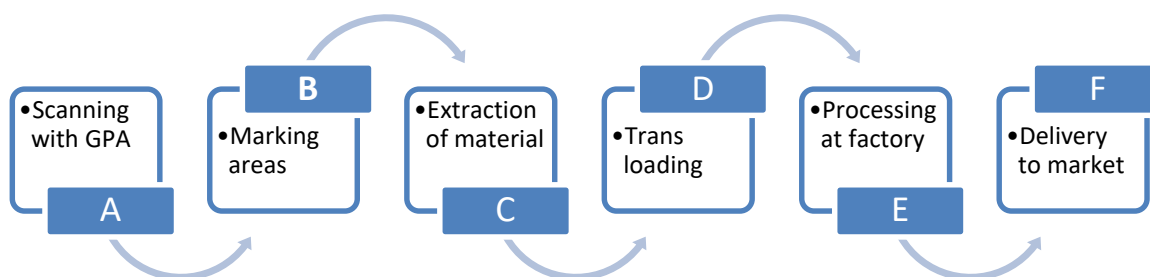 •Scanning
with GPA
A
B
•Marking
areas
•Extraction
of material
C
D
•Trans
loading
•Processing
at factory
E
F
•Delivery
to market